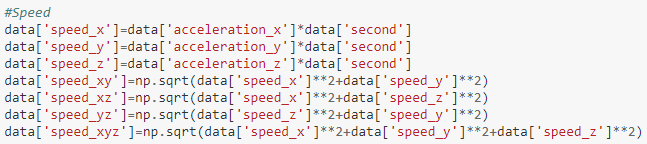 #Speed
data['speed_x']=data['acceleration_x']*data['second']
data['speed_y']=data['acceleration_y']*data['second']
data['speed_z']=data['acceleration_z']*data['second']
data['speed_xy']=np.sqrt(data['speed_x']**2+data['speed_y']**2)
data['speed_xz']=np.sqrt(data['speed_x']**2+data['speed_z']**2)
data['speed_yz']=np.sqrt(data['speed_z']**2+data['speed_y']**2)
data['speed_xyz']=np.sqrt(data['speed_x']**2+data['speed_y']**2+data['speed_z']**2)